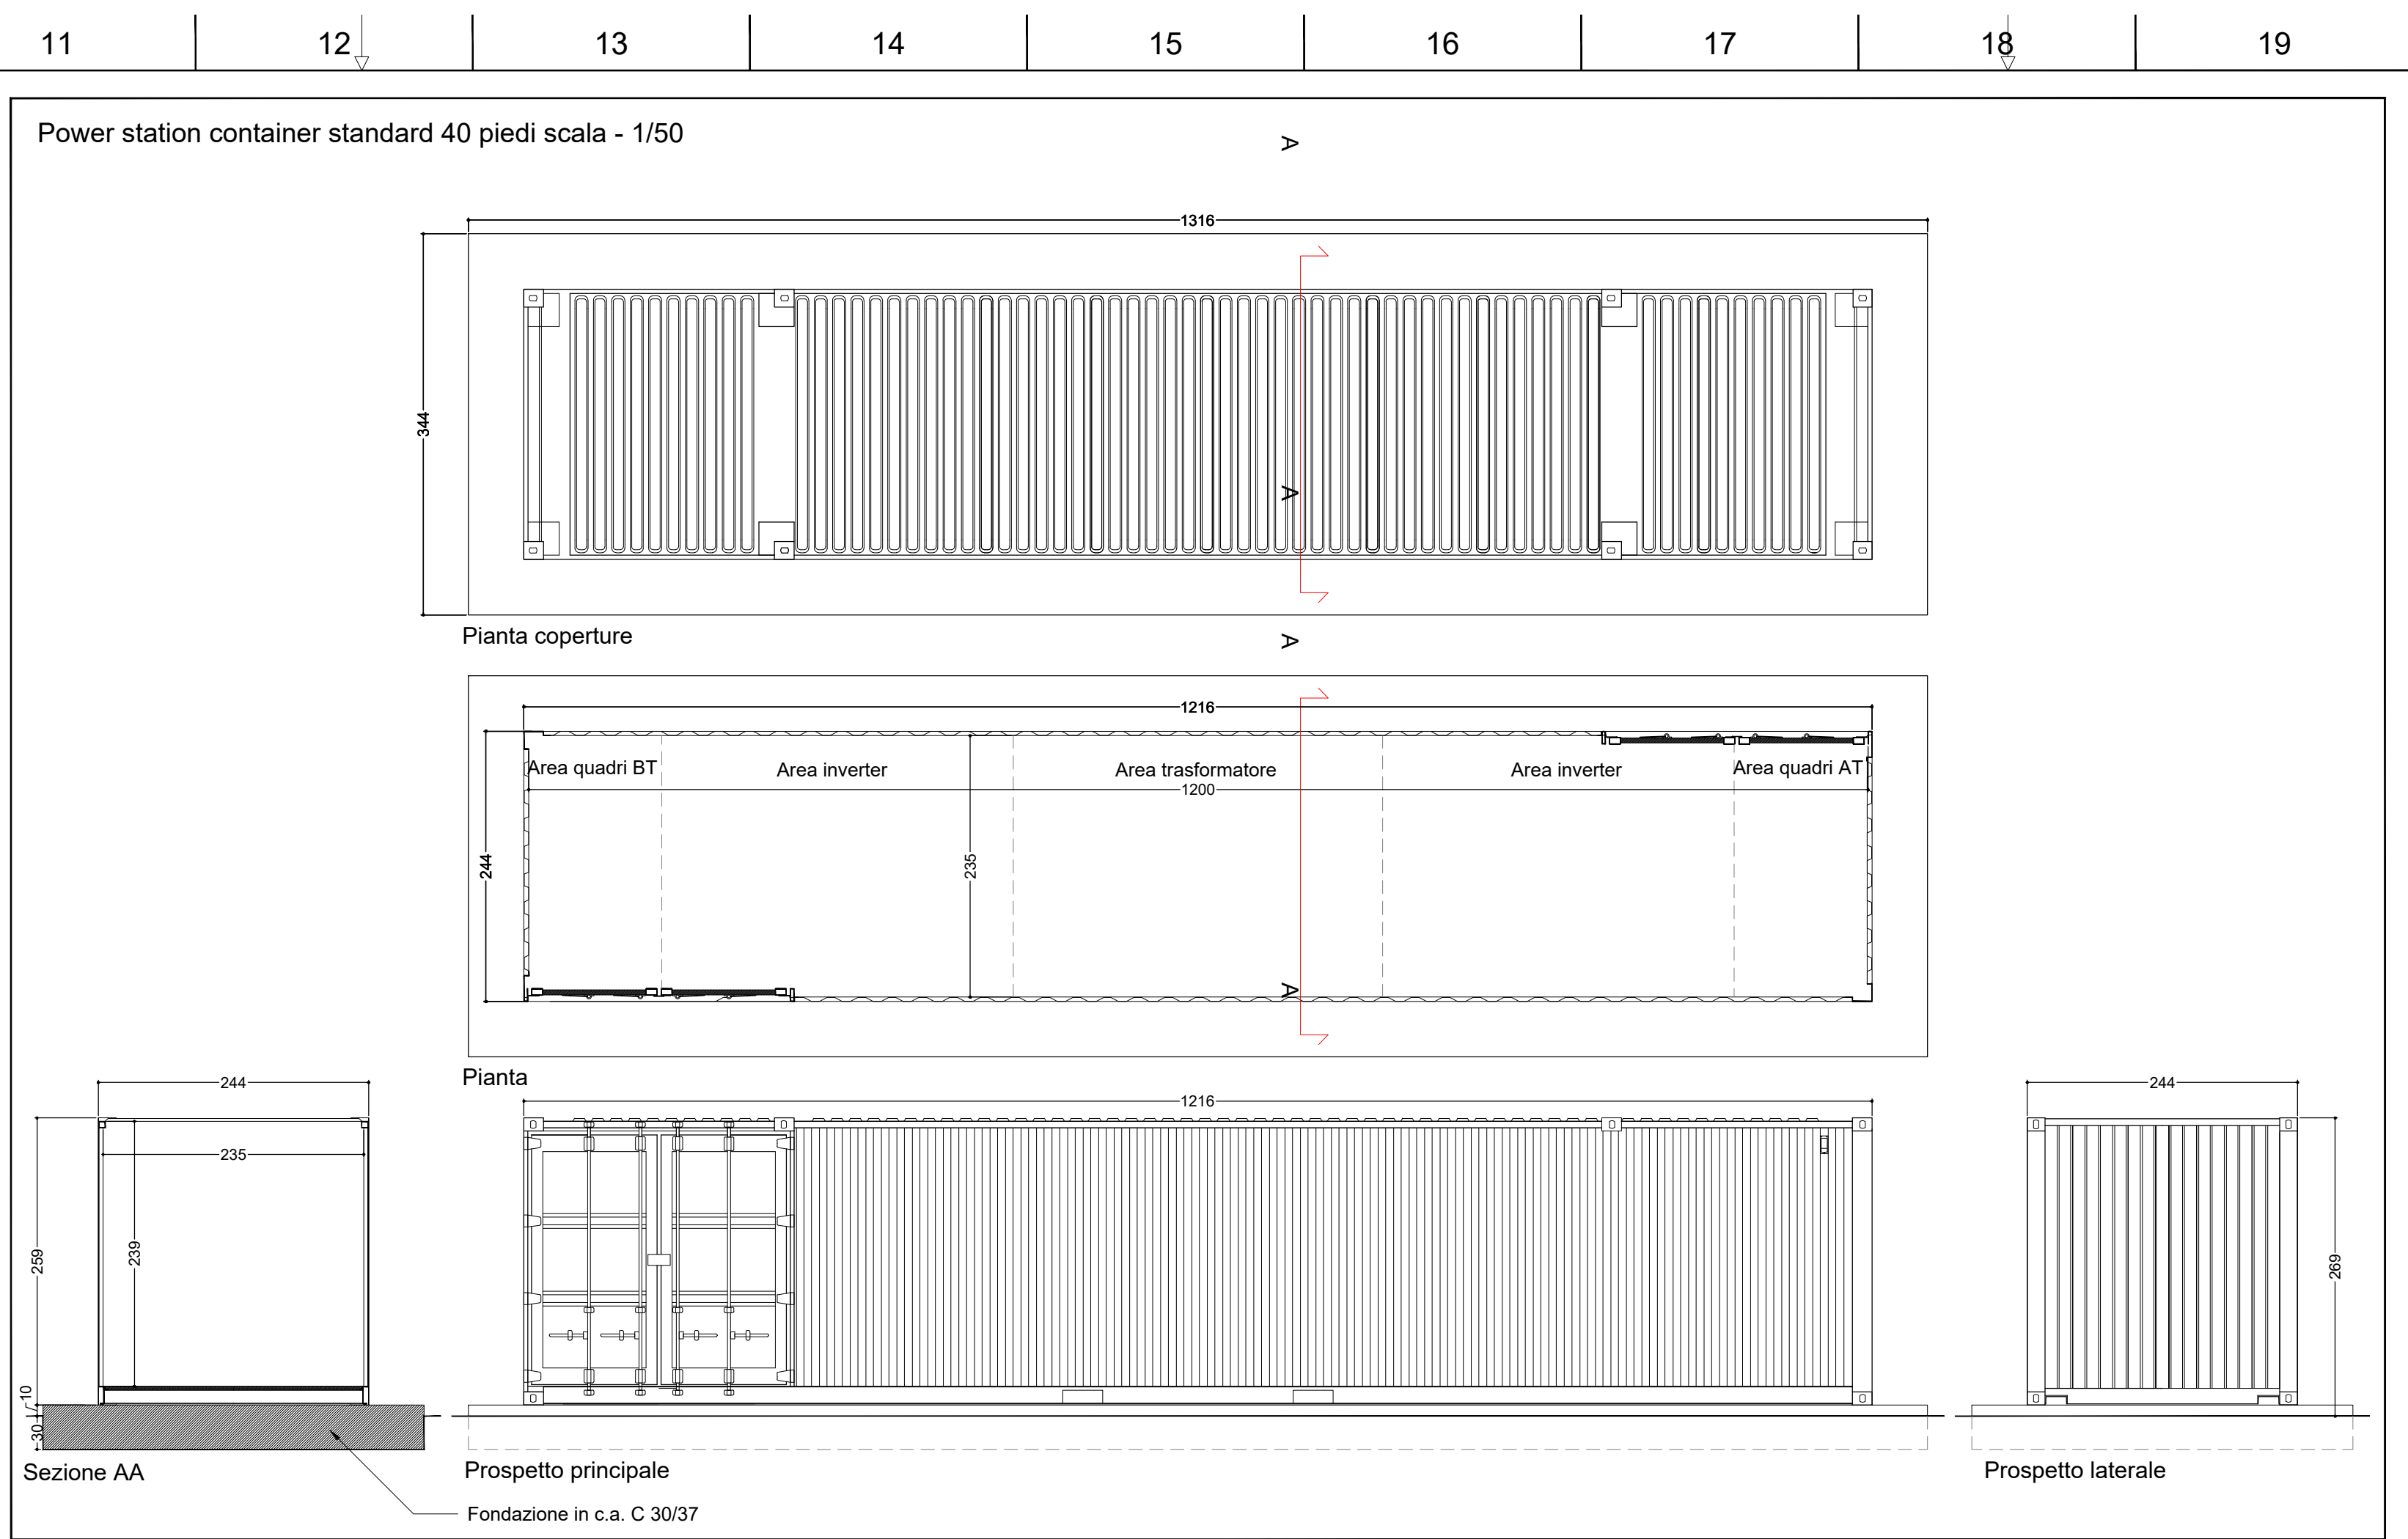 11 12 13 14 15 16 17 18 19
Power station container standard 40 piedi scala - 1/50
A
1316
344
A
Pianta coperture
A
1216
Area quadri BT Area inverter Area trasformatore Area inverter Area quadri AT
1200
244
235
A
Pianta
244
1216
244
235
259
239
269
10
30
Sezione AA
Prospetto principale
Prospetto laterale
Fondazione in c.a. C 30/37